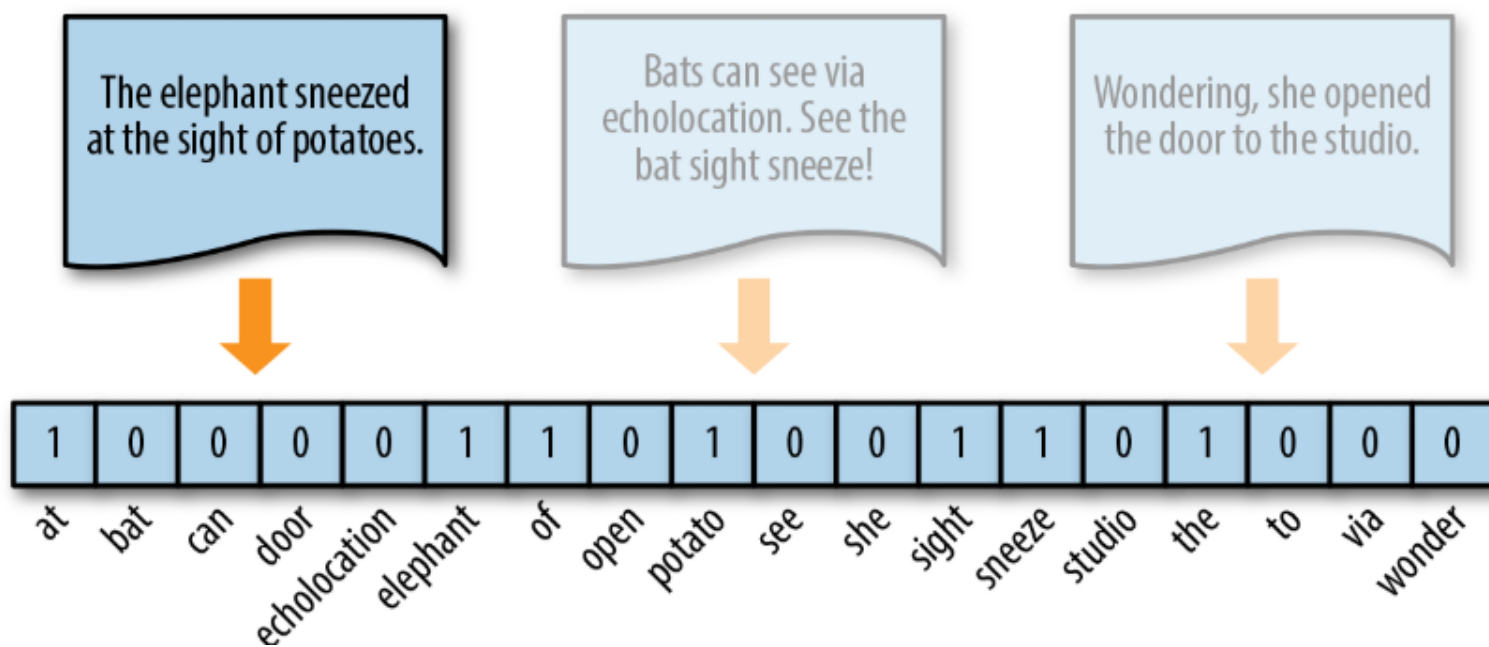 The elephant sneezed
at the sight of potatoes.
Bats can see via
echolocation. See the
bat sight sneeze!
Wondering, she opened
the door to the studio.
1 0 0 0 0 1 1 0 1 0 0 1 1 0 1 0 0 0
at bat can door echolocation elephant of open potato see she sight sneeze studio the to via wonder